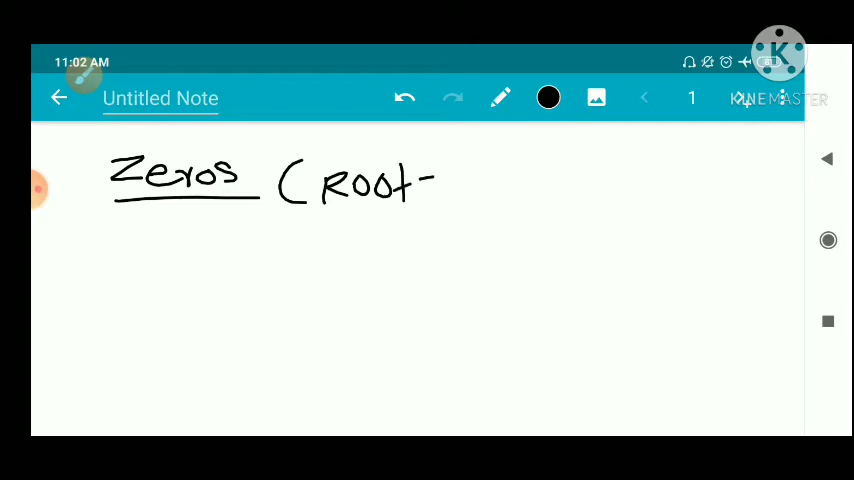 11:02 AM
K
KINEMASTER
Untitled Note
1
Zeros (Root